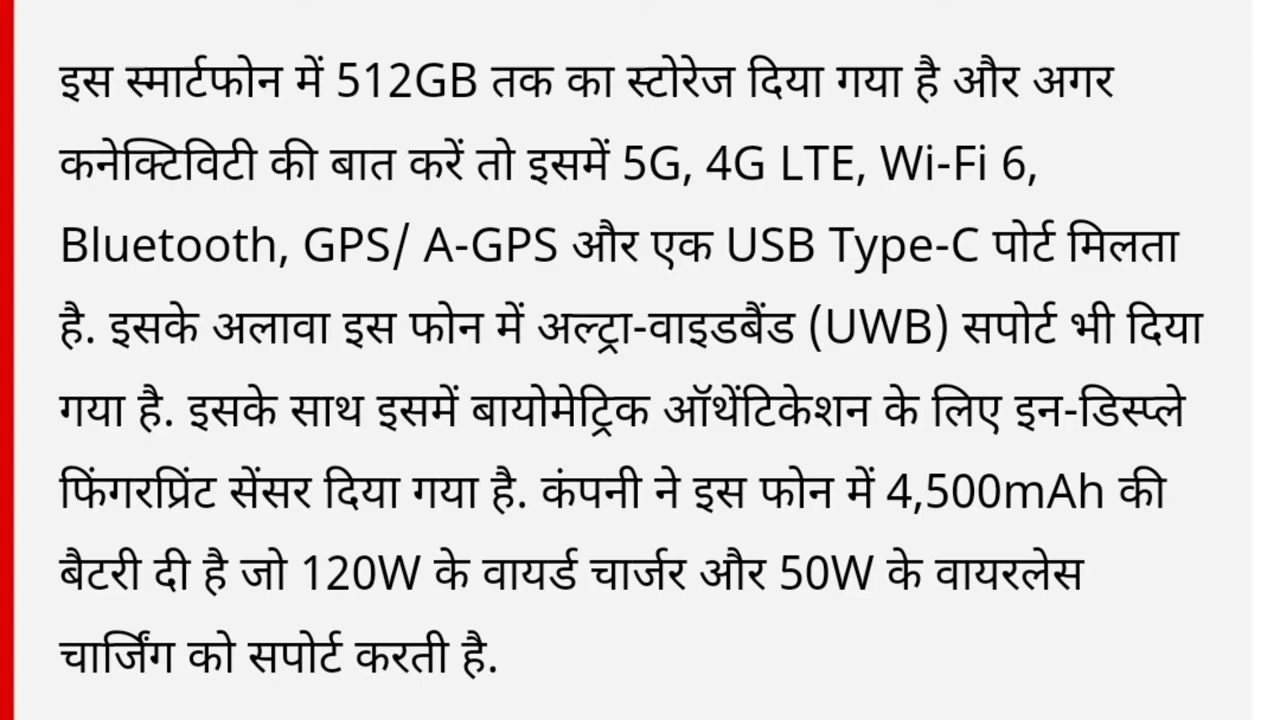 इस स्मार्टफोन में 512GB तक का स्टोरेज दिया गया है और अगर
कनेक्टिविटी की बात करें तो इसमें 5G, 4G LTE, Wi-Fi 6,
Bluetooth, GPS/ A-GPS और एक USB Type-C पोर्ट मिलता
है. इसके अलावा इस फोन में अल्ट्रा-वाइडबैंड (UWB) सपोर्ट भी दिया
गया है. इसके साथ इसमें बायोमेट्रिक ऑथेंटिकेशन के लिए इन-डिस्प्ले
फिंगरप्रिंट सेंसर दिया गया है. कंपनी ने इस फोन में 4,500mAh की
बैटरी दी है जो 120W के वायर्ड चार्जर और 50W के वायरलेस
चार्जिंग को सपोर्ट करती है.